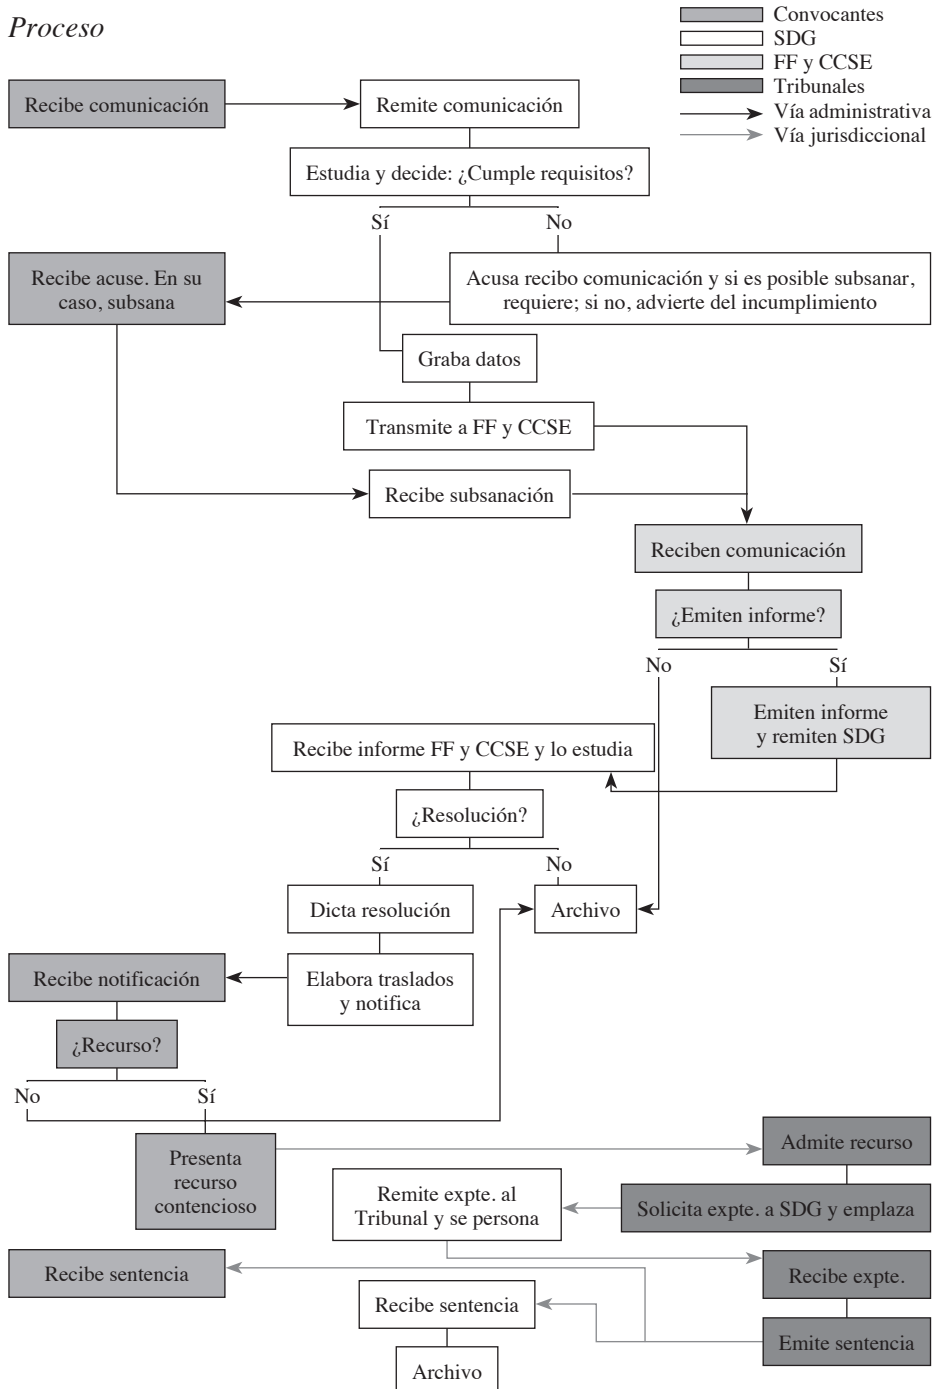 Proceso
Convocantes
SDG
FF y CCSE
Tribunales
Vía administrativa
Vía jurisdiccional
Recibe comunicación
Remite comunicación
Estudia y decide: ¿Cumple requisitos?
Sí
No
Recibe acuse. En su
caso, subsana
Acusa recibo comunicación y si es posible subsanar,
requiere; si no, advierte del incumplimiento
Graba datos
Transmite a FF y CCSE
Recibe subsanación
Reciben comunicación
¿Emiten informe?
No
Sí
Emiten informe
y remiten SDG
Recibe informe FF y CCSE y lo estudia
¿Resolución?
Sí
No
Dicta resolución
Archivo
Recibe notificación
Elabora traslados
y notifica
¿Recurso?
No
Sí
Presenta
recurso
contencioso
Admite recurso
Remite expte. al
Tribunal y se persona
Solicita expte. a SDG y emplaza
Recibe sentencia
Recibe expte.
Recibe sentencia
Emite sentencia
Archivo